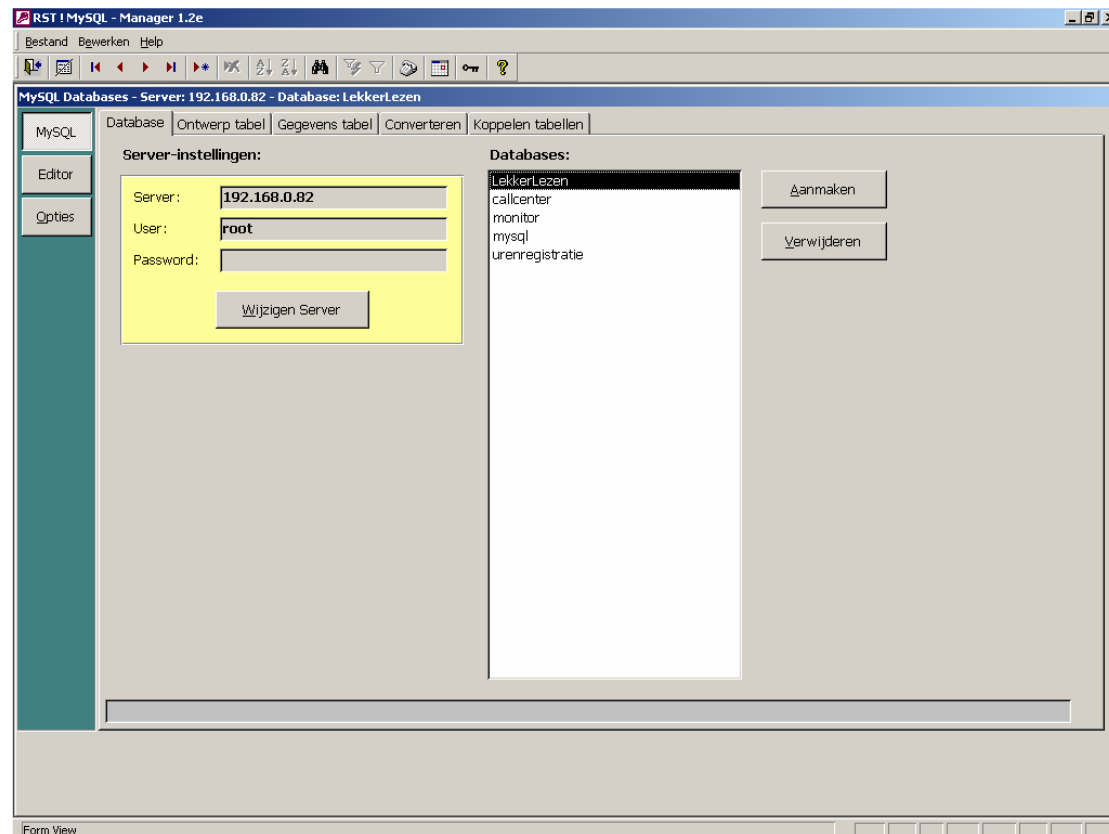 RST ! MySQL - Manager 1.2e
Bestand Bewerken Help
MySQL Databases - Server: 192.168.0.82 - Database: LekkerLezen
MySQL
Editor
Opties
Database Ontwerp tabel Gegevens tabel Converteren Koppelen tabellen
Server-instellingen:
Server: 192.168.0.82
User: root
Password:
Wijzigen Server
Databases:
LekkerLezen
callcenter
monitor
mysql
urenregistratie
Aanmaken
Verwijderen
Form View